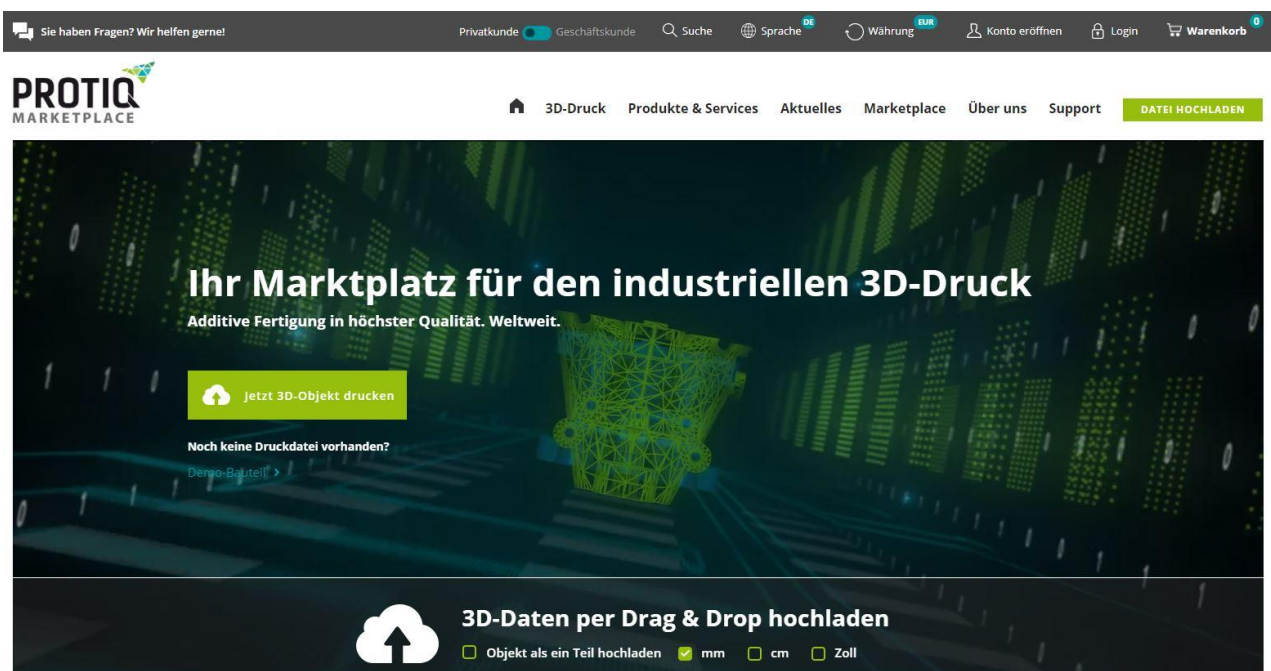 Sie haben Fragen? Wir helfen gerne!
Privatkunde Geschäftskunde Suche Sprache DE Währung EUR Konto eröffnen Login Warenkorb 0
PROTIQ
MARKETPLACE
3D-Druck Produkte & Services Aktuelles Marketplace Über uns Support DATEI HOCHLADEN
Ihr Marktplatz für den industriellen 3D-Druck
Additive Fertigung in höchster Qualität. Weltweit.
Jetzt 3D-Objekt drucken
Noch keine Druckdatei vorhanden?
Demo-Bauteil
3D-Daten per Drag & Drop hochladen
Objekt als ein Teil hochladen mm cm Zoll